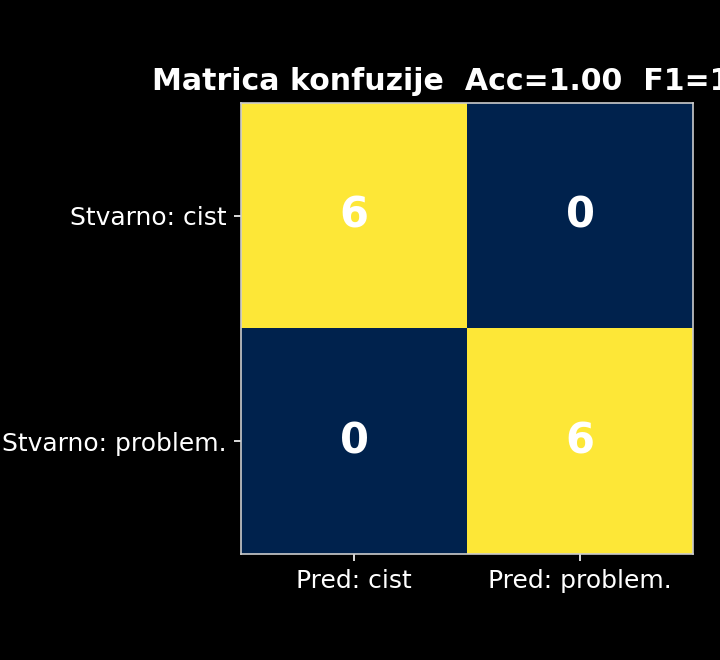 Matrica konfuzije  Acc=1.00  F1=1
Stvarno: cist
6
0
Stvarno: problem.
0
6
Pred: cist
Pred: problem.